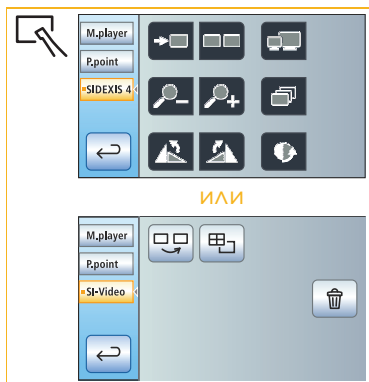 M.player
P.point
SIDEXIS 4
ИЛИ
M.player
P.point
SI-Video